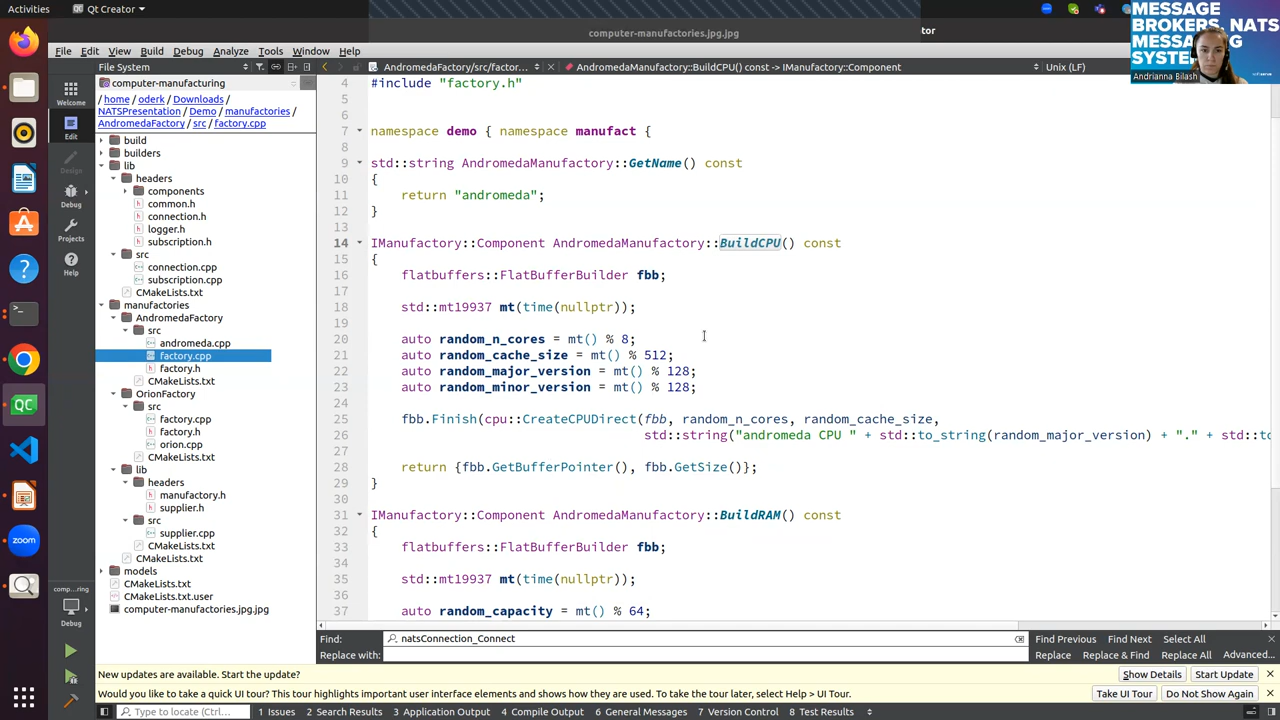 Activities
Qt Creator
computer-manufactories.jpg.jpg
tor
MESSAGE
BROKERS. NATS
MESSAGING
SYSTEM
Andrianna Bilash
File Edit View Build Debug Analyze Tools Window Help
File System
AndromedaFactory/src/factor...
AndromedaManufactory::BuildCPU() const -> IManufactory::Component
Unix (LF)
computer-manufacturing
/ home / oderk / Downloads /
NATSPresentation / Demo / manufactories /
AndromedaFactory / src / factory.cpp
Welcome
Edit
Design
Debug
Projects
Help
build
builders
lib
headers
components
common.h
connection.h
logger.h
subscription.h
src
connection.cpp
subscription.cpp
CMakeLists.txt
manufactories
AndromedaFactory
src
andromeda.cpp
factory.cpp
factory.h
CMakeLists.txt
OrionFactory
src
factory.cpp
factory.h
orion.cpp
CMakeLists.txt
lib
headers
manufactory.h
supplier.h
src
supplier.cpp
CMakeLists.txt
CMakeLists.txt
models
CMakeLists.txt
CMakeLists.txt.user
computer-manufactories.jpg.jpg
4 #include "factory.h"
5
6
7 namespace demo { namespace manufact {
8
9 std::string AndromedaManufactory::GetName() const
10 {
11 return "andromeda";
12 }
13
14 IManufactory::Component AndromedaManufactory::BuildCPU() const
15 {
16 flatbuffers::FlatBufferBuilder fbb;
17
18 std::mt19937 mt(time(nullptr));
19
20 auto random_n_cores = mt() % 8;
21 auto random_cache_size = mt() % 512;
22 auto random_major_version = mt() % 128;
23 auto random_minor_version = mt() % 128;
24
25 fbb.Finish(cpu::CreateCPUDirect(fbb, random_n_cores, random_cache_size,
26 std::string("andromeda CPU " + std::to_string(random_major_version) + "." + std::to
27
28 return {fbb.GetBufferPointer(), fbb.GetSize()};
29 }
30
31 IManufactory::Component AndromedaManufactory::BuildRAM() const
32 {
33 flatbuffers::FlatBufferBuilder fbb;
34
35 std::mt19937 mt(time(nullptr));
36
37 auto random_capacity = mt() % 64;
zoom
comp...ring
Debug
Find: natsConnection_Connect
Find Previous Find Next Select All
Replace with:
Replace Replace & Find Replace All Advanced...
New updates are available. Start the update?
Show Details Start Update
Would you like to take a quick UI tour? This tour highlights important user interface elements and shows how they are used. To take the tour later, select Help > UI Tour.
Take UI Tour Do Not Show Again
Type to locate (Ctrl...
1 Issues 2 Search Results 3 Application Output 4 Compile Output 6 General Messages 7 Version Control 8 Test Results